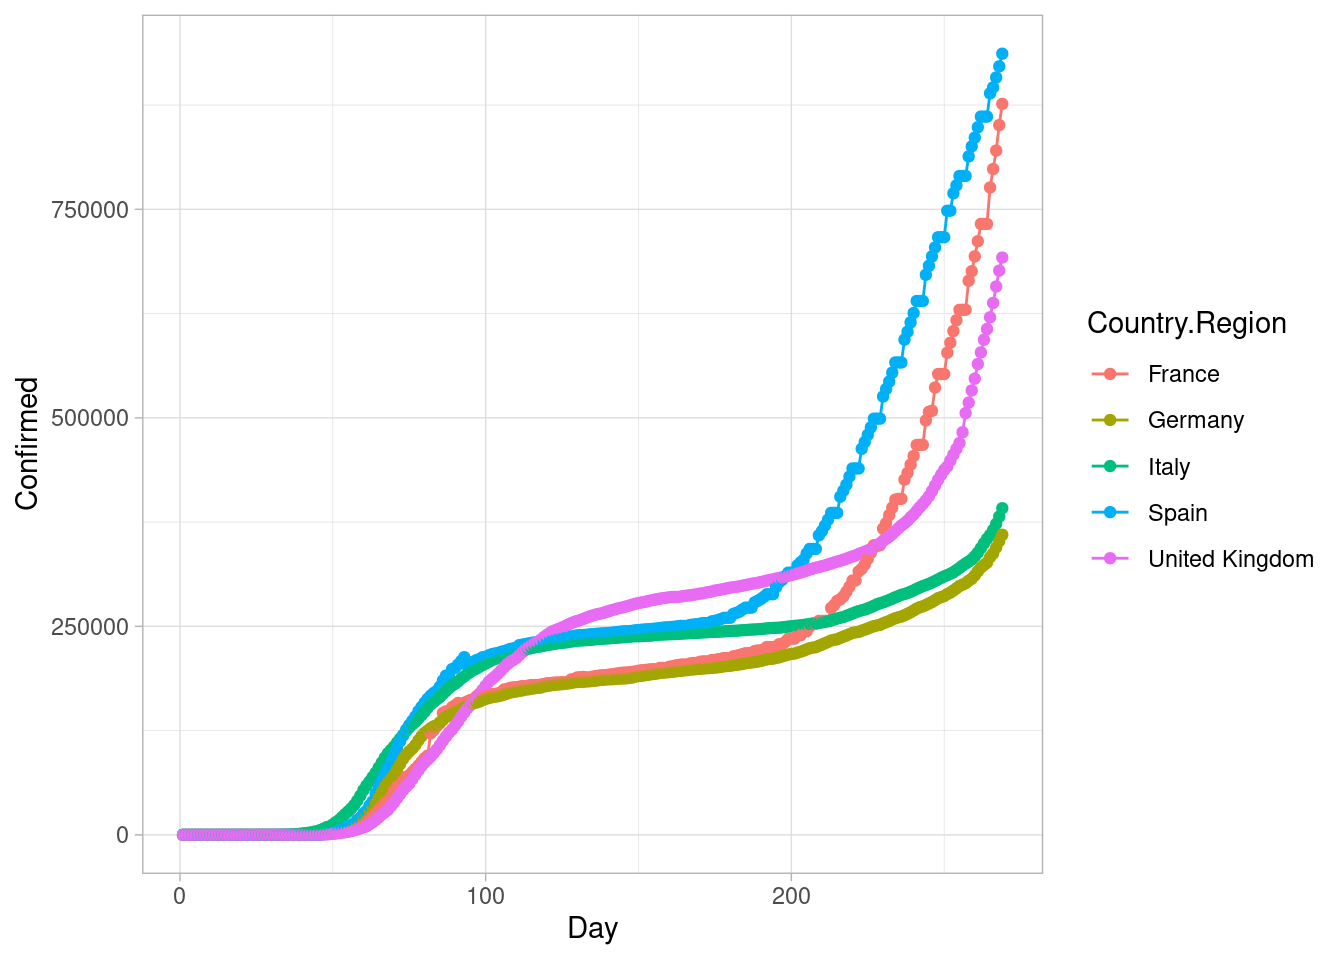 750000
500000
250000
0
0
100
200
Confirmed
Day
Country.Region
France
Germany
Italy
Spain
United Kingdom